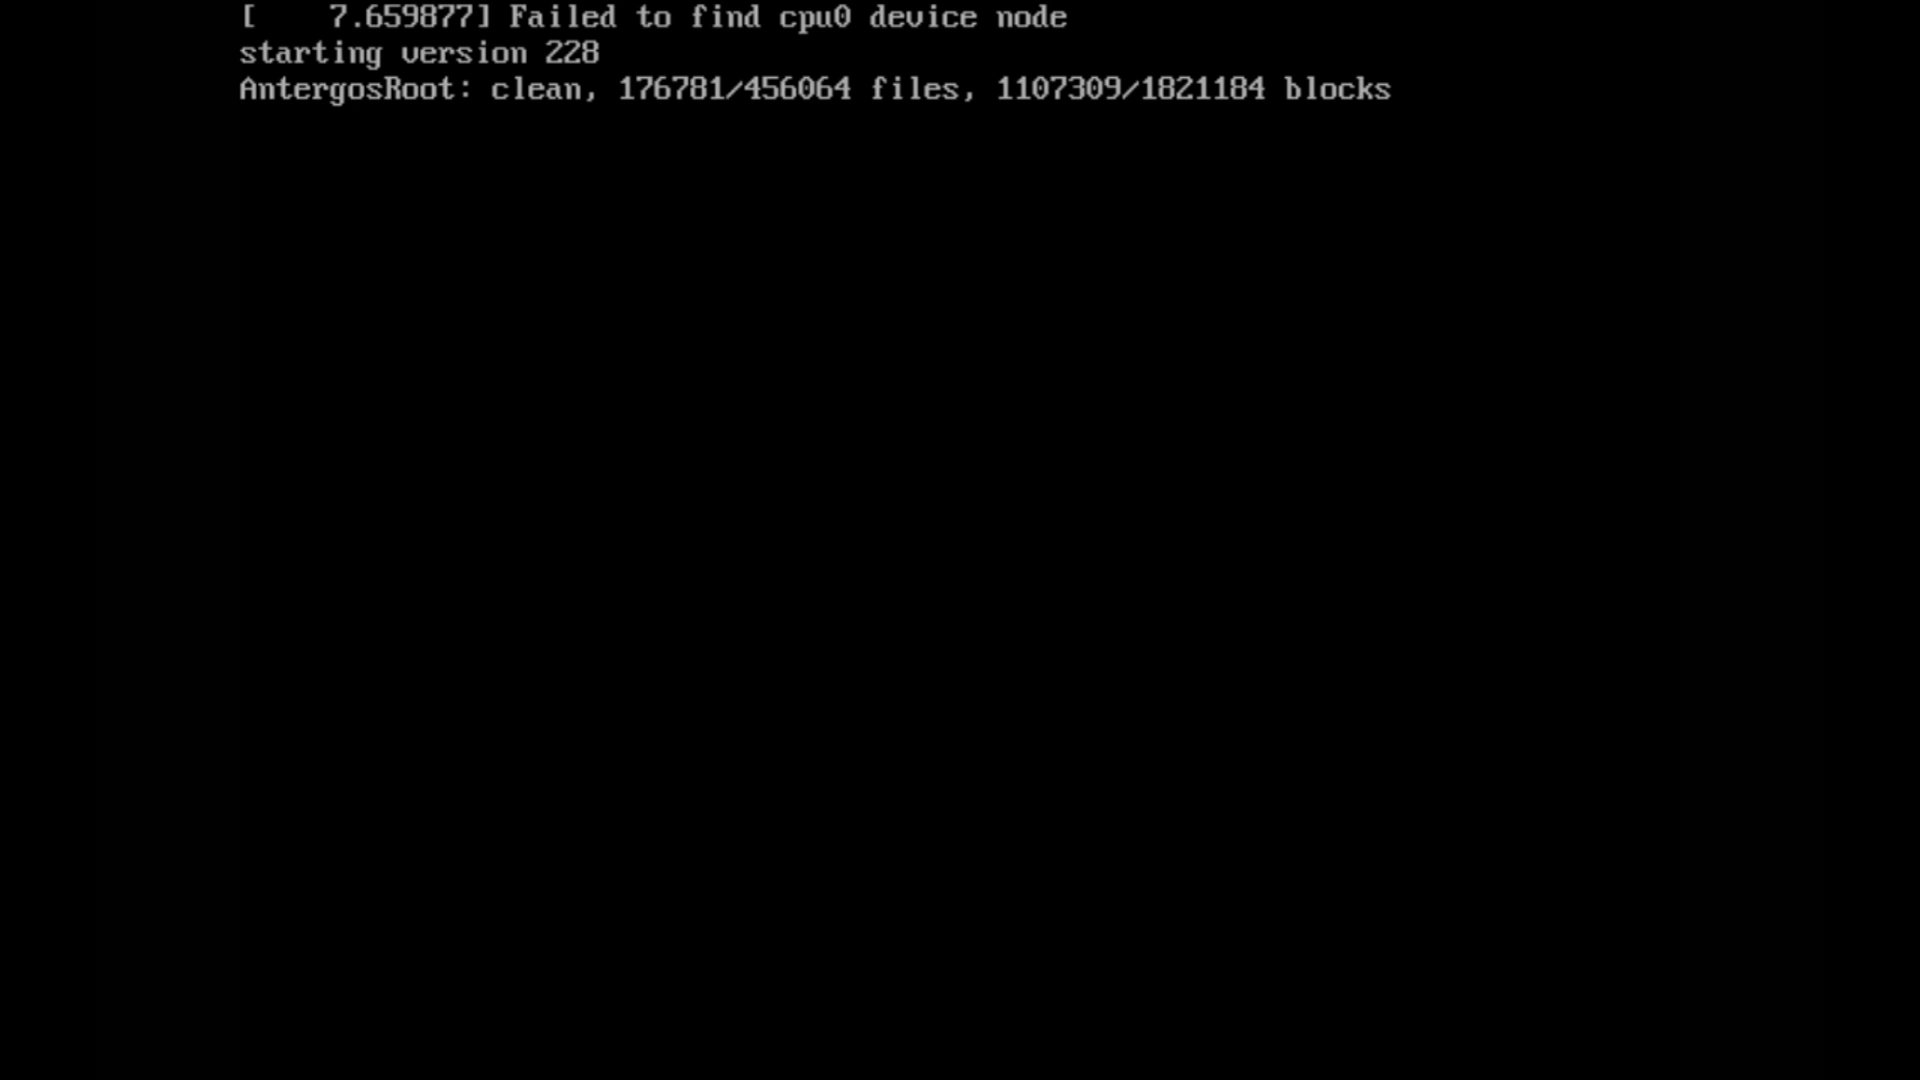 [    7.659877] Failed to find cpu0 device node
starting version 228
AntergosRoot: clean, 176781/456064 files, 1107309/1821184 blocks